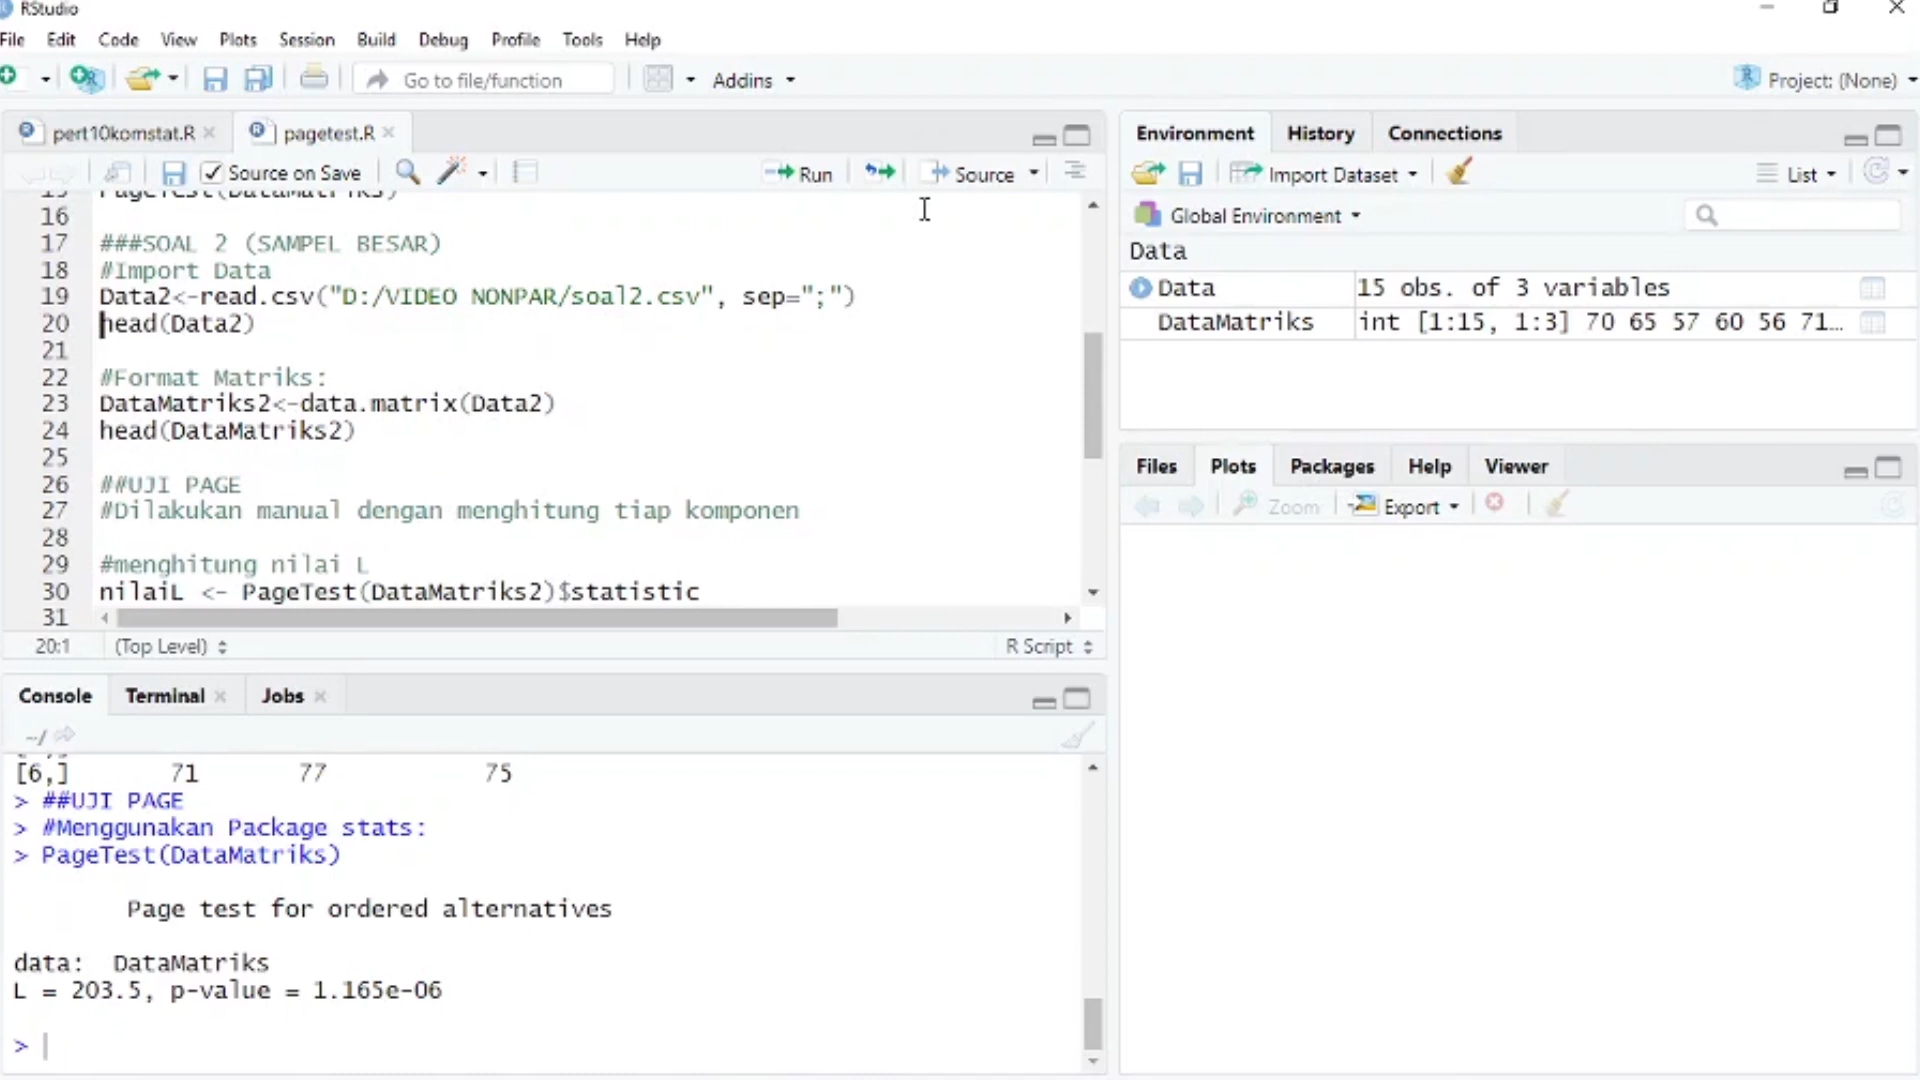 RStudio
File Edit Code View Plots Session Build Debug Profile Tools Help
Go to file/function Addins Project: (None)
pert10komstat.R pagetest.R
Source on Save Run Source
15 PageTest(DataMatriks)
16
17 ###SOAL 2 (SAMPEL BESAR)
18 #Import Data
19 Data2<-read.csv("D:/VIDEO NONPAR/soal2.csv", sep=";")
20 head(Data2)
21
22 #Format Matriks:
23 DataMatriks2<-data.matrix(Data2)
24 head(DataMatriks2)
25
26 ##UJI PAGE
27 #Dilakukan manual dengan menghitung tiap komponen
28
29 #menghitung nilai L
30 nilaiL <- PageTest(DataMatriks2)$statistic
31
20:1 (Top Level) R Script
Console Terminal Jobs
~/
[6,] 71 77 75
> ##UJI PAGE
> #Menggunakan Package stats:
> PageTest(DataMatriks)
Page test for ordered alternatives
data: DataMatriks
L = 203.5, p-value = 1.165e-06
>
Environment History Connections
Import Dataset List
Global Environment
Data
Data 15 obs. of 3 variables
DataMatriks int [1:15, 1:3] 70 65 57 60 56 71…
Files Plots Packages Help Viewer
Zoom Export